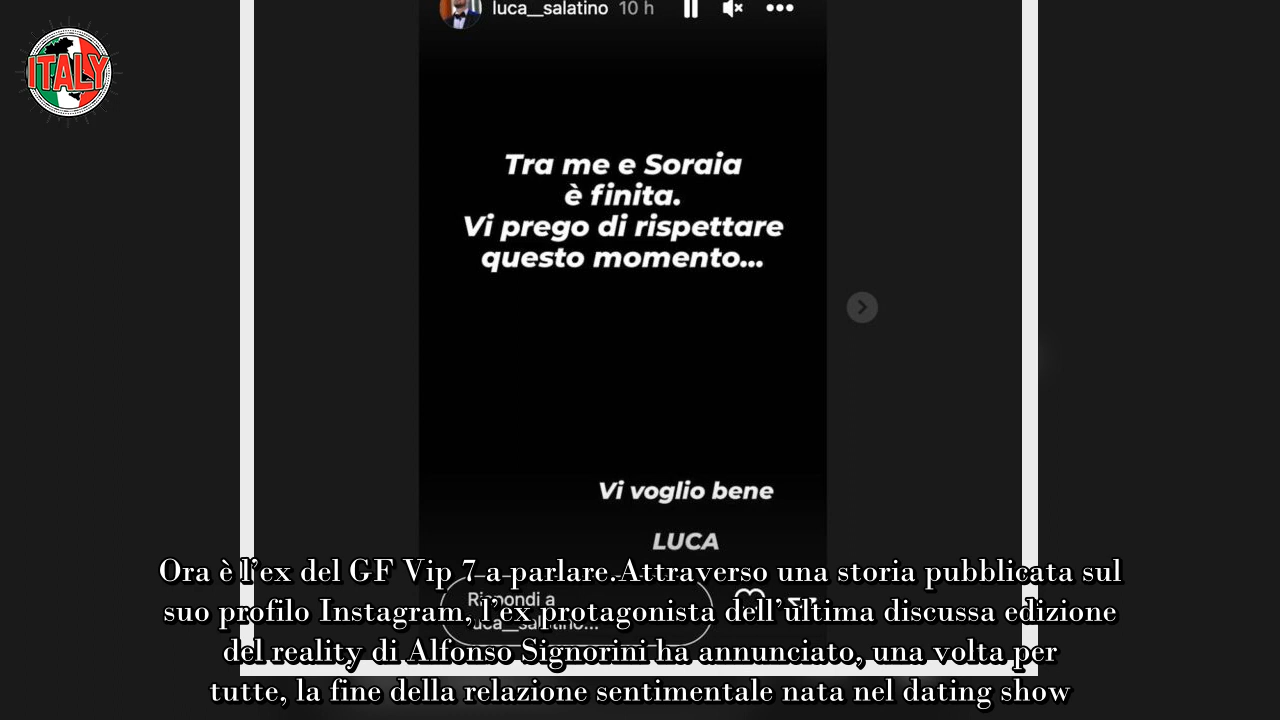 luca__salatino 10 h
ITALY
Tra me e Soraia
è finita.
Vi prego di rispettare
questo momento...
Vi voglio bene
LUCA
Rispondi a
luca__salatino...
Ora è l'ex del GF Vip 7 a parlare.Attraverso una storia pubblicata sul
suo profilo Instagram, l'ex protagonista dell'ultima discussa edizione
del reality di Alfonso Signorini ha annunciato, una volta per
tutte, la fine della relazione sentimentale nata nel dating show